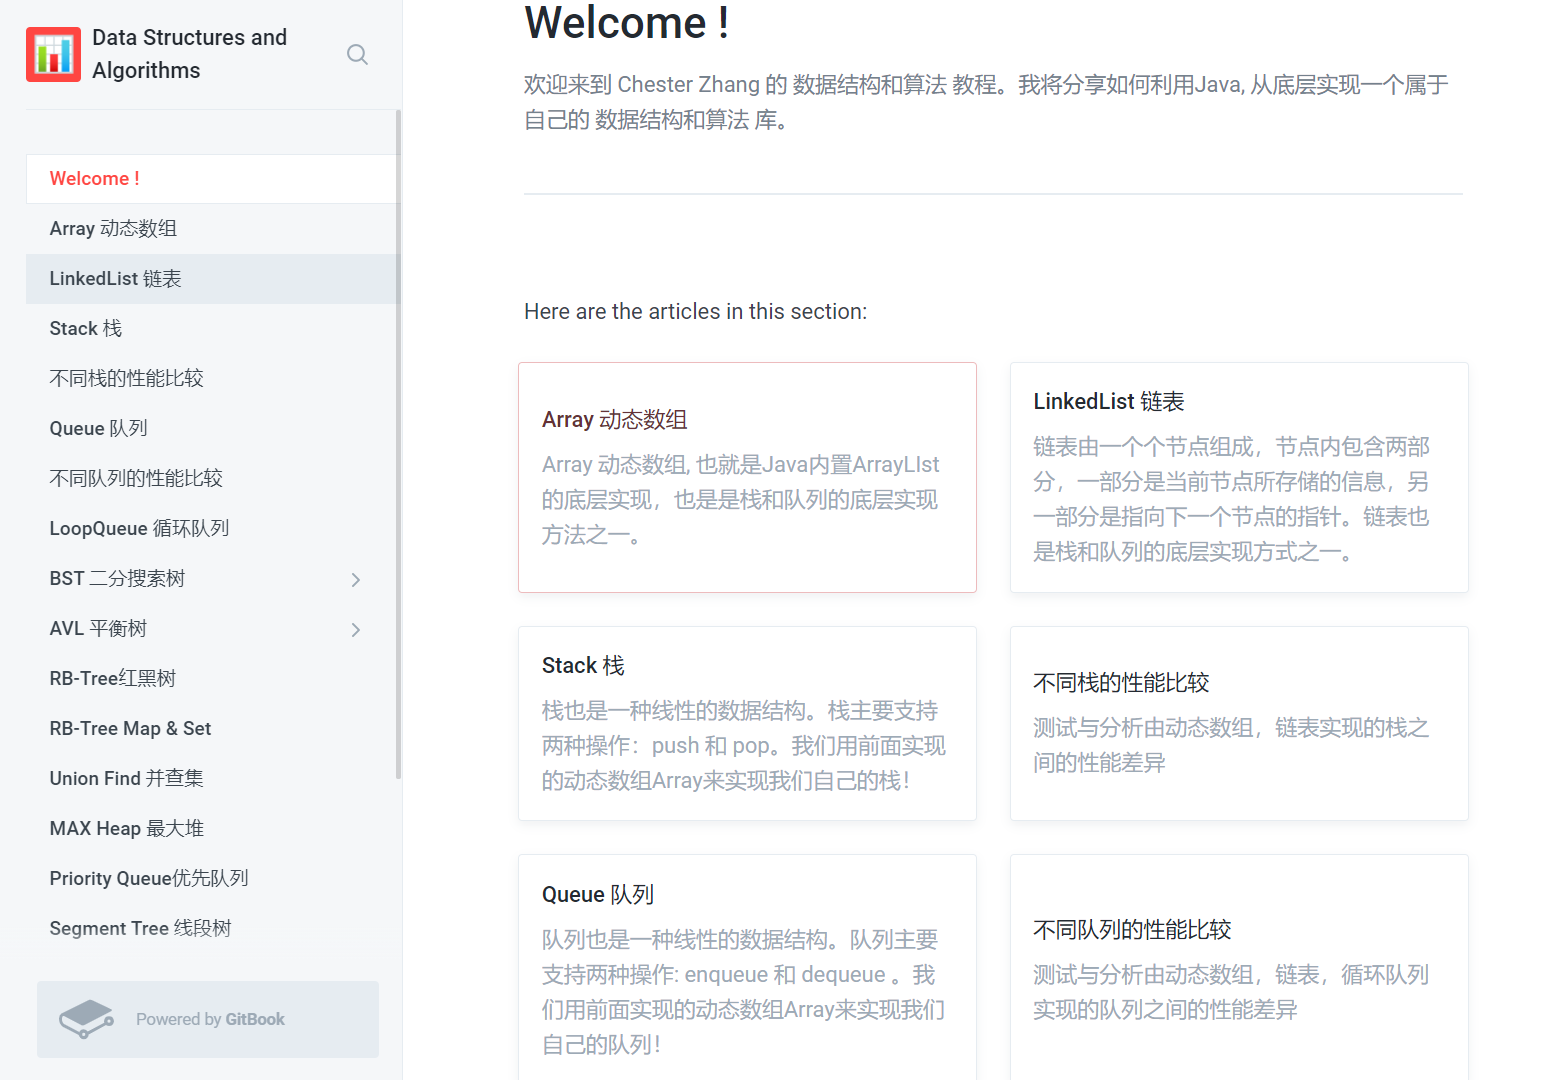 Data Structures and
Algorithms
Welcome !
Array 动态数组
LinkedList 链表
Stack 栈
不同栈的性能比较
Queue 队列
不同队列的性能比较
LoopQueue 循环队列
BST 二分搜索树
AVL 平衡树
RB-Tree红黑树
RB-Tree Map & Set
Union Find 并查集
MAX Heap 最大堆
Priority Queue优先队列
Segment Tree 线段树
Powered by GitBook
Welcome !
欢迎来到 Chester Zhang 的 数据结构和算法 教程。我将分享如何利用Java, 从底层实现一个属于
自己的 数据结构和算法 库。
Here are the articles in this section:
Array 动态数组
Array 动态数组, 也就是Java内置ArrayLIst
的底层实现，也是是栈和队列的底层实现
方法之一。
LinkedList 链表
链表由一个个节点组成，节点内包含两部
分，一部分是当前节点所存储的信息，另
一部分是指向下一个节点的指针。链表也
是栈和队列的底层实现方式之一。
Stack 栈
栈也是一种线性的数据结构。栈主要支持
两种操作：push 和 pop。我们用前面实现
的动态数组Array来实现我们自己的栈！
不同栈的性能比较
测试与分析由动态数组，链表实现的栈之
间的性能差异
Queue 队列
队列也是一种线性的数据结构。队列主要
支持两种操作: enqueue 和 dequeue 。我
们用前面实现的动态数组Array来实现我们
自己的队列！
不同队列的性能比较
测试与分析由动态数组，链表，循环队列
实现的队列之间的性能差异